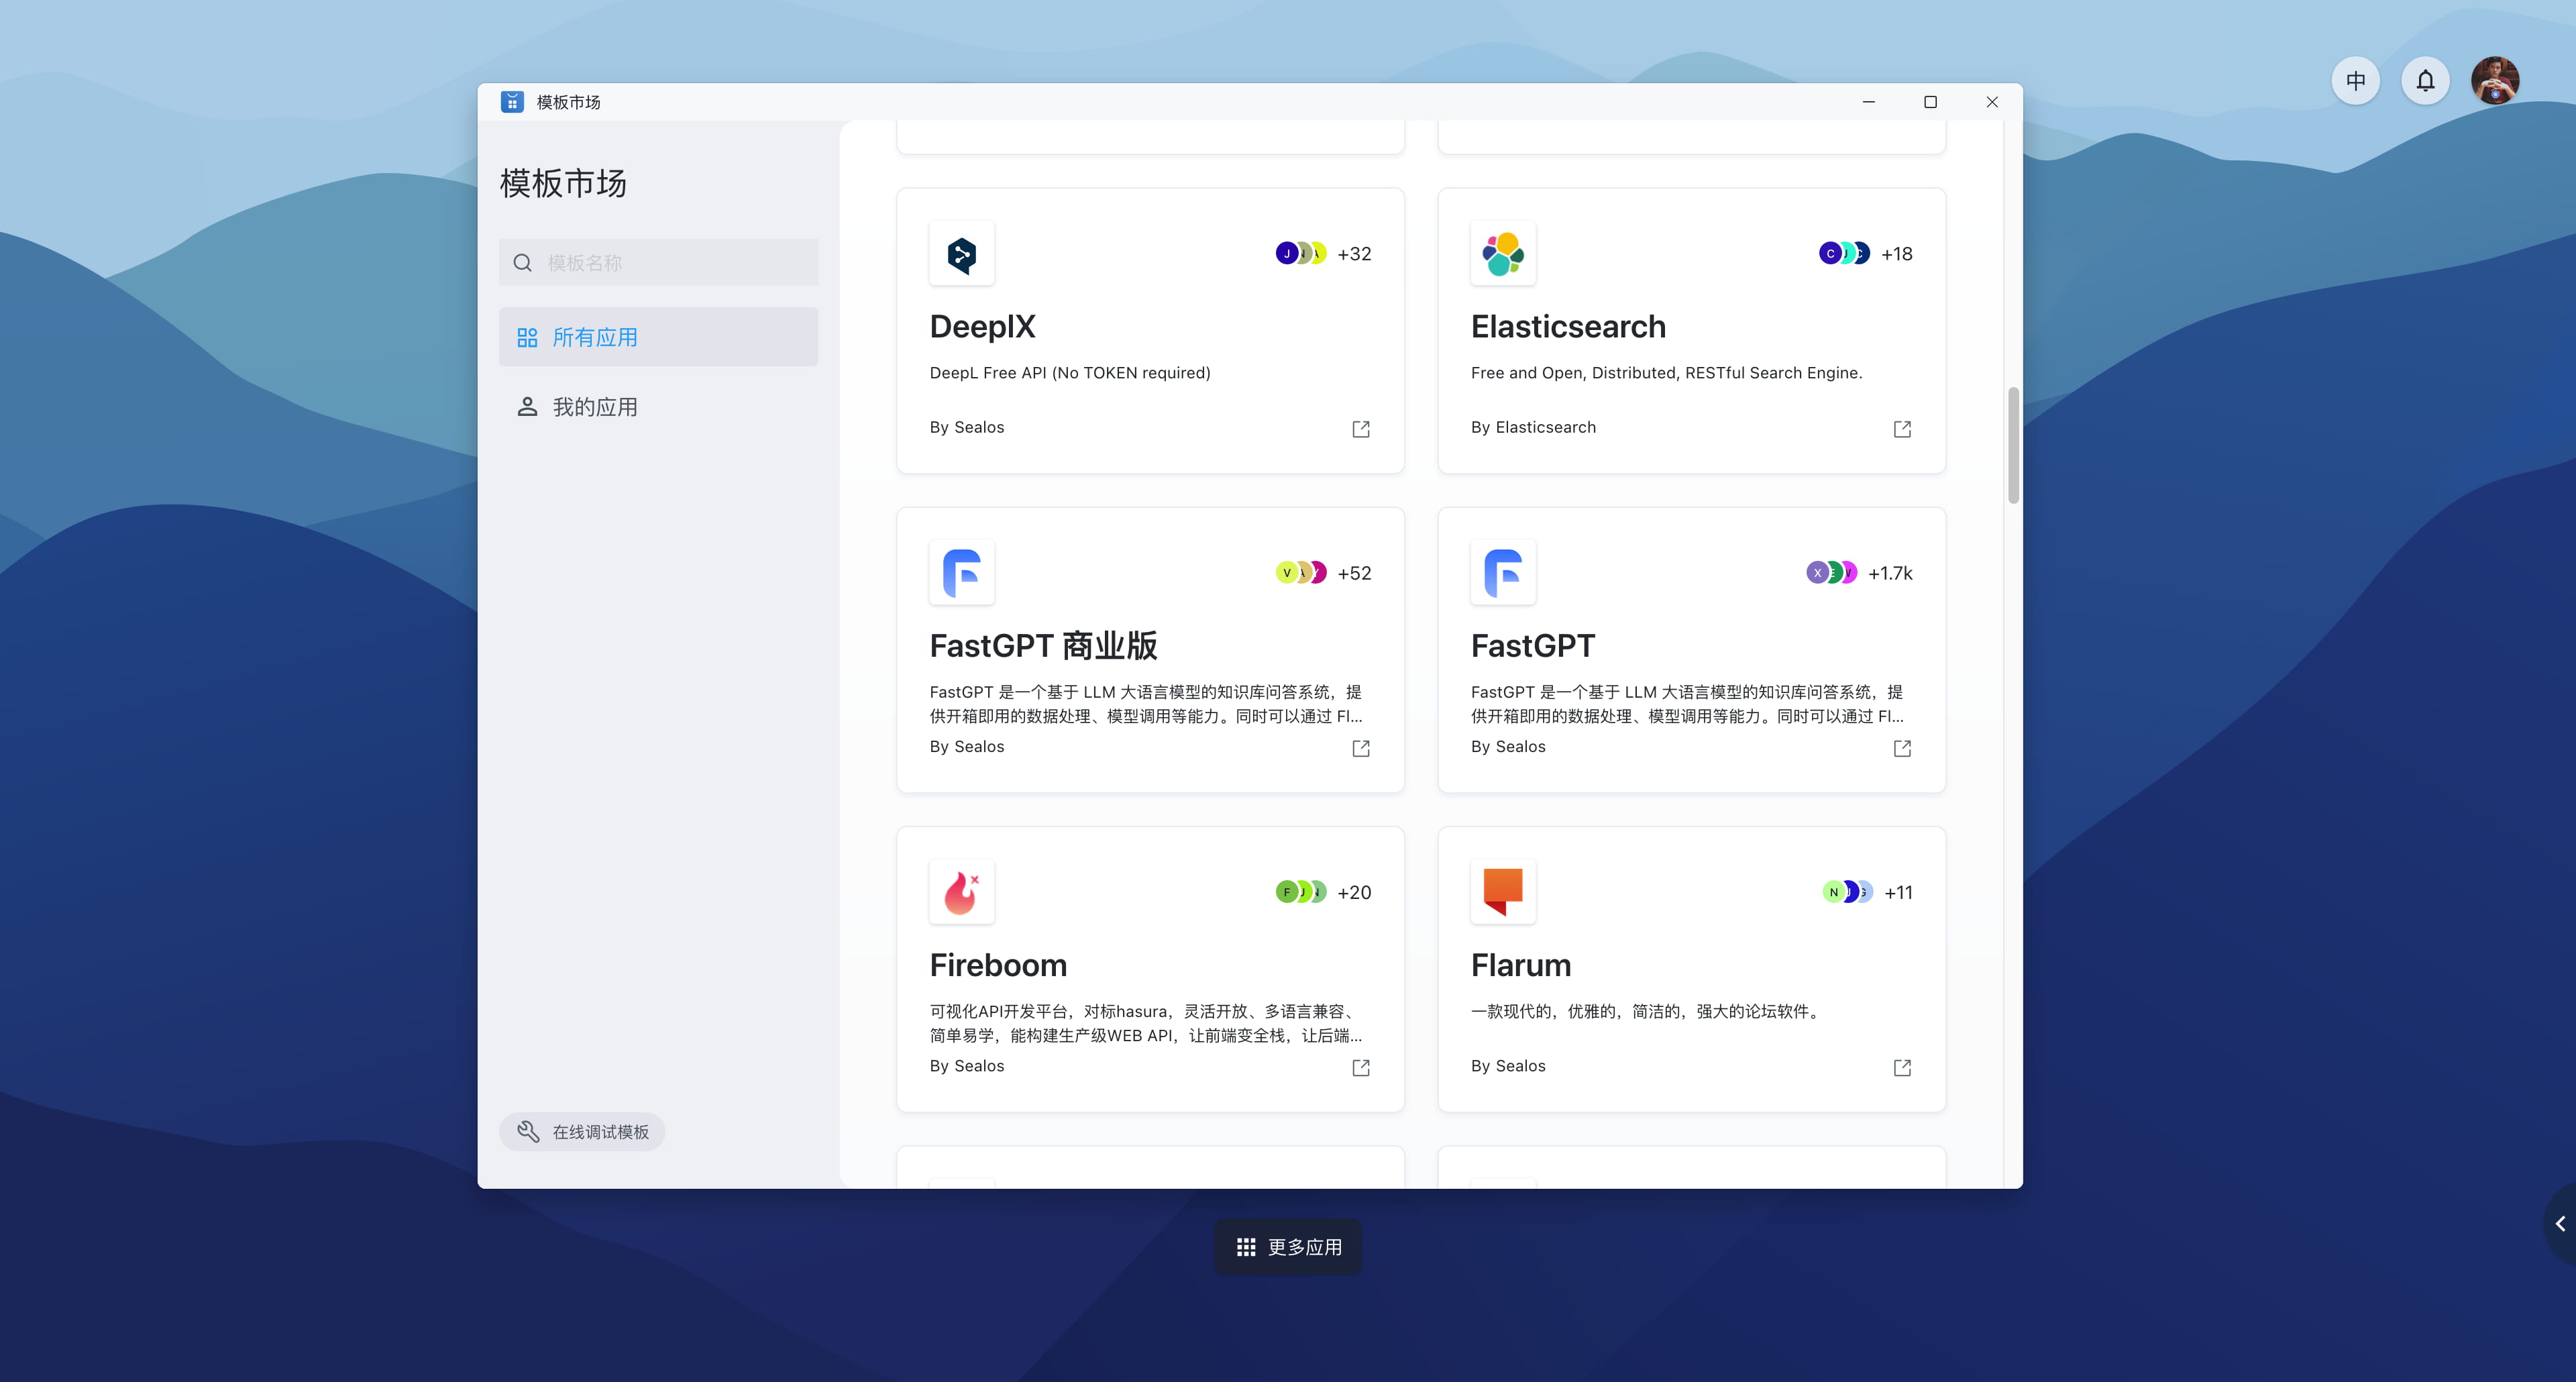 中
模板市场
模板市场
模板名称
所有应用
我的应用
在线调试模板
J
+32
DeeplX
DeepL Free API (No TOKEN required)
By Sealos
C
+18
Elasticsearch
Free and Open, Distributed, RESTful Search Engine.
By Elasticsearch
V
+52
FastGPT 商业版
FastGPT 是一个基于 LLM 大语言模型的知识库问答系统，提
供开箱即用的数据处理、模型调用等能力。同时可以通过 Fl...
By Sealos
X
+1.7k
FastGPT
FastGPT 是一个基于 LLM 大语言模型的知识库问答系统，提
供开箱即用的数据处理、模型调用等能力。同时可以通过 Fl...
By Sealos
F
+20
Fireboom
可视化API开发平台，对标hasura，灵活开放、多语言兼容、
简单易学，能构建生产级WEB API，让前端变全栈，让后端...
By Sealos
N
+11
Flarum
一款现代的，优雅的，简洁的，强大的论坛软件。
By Sealos
更多应用